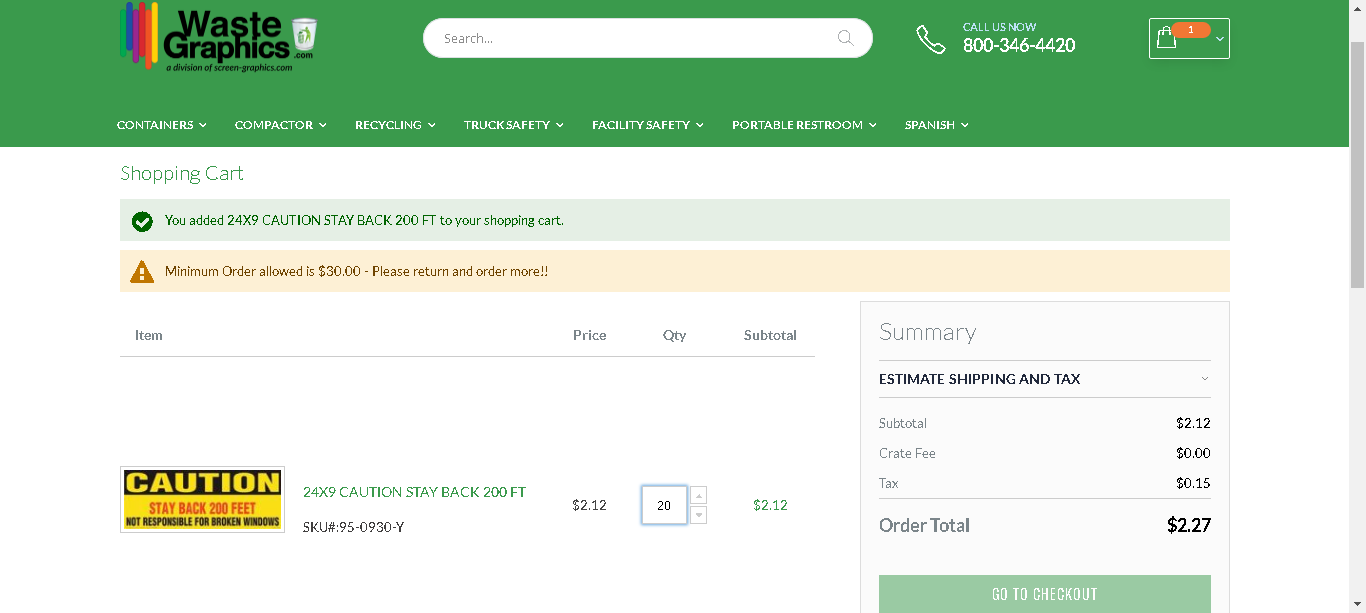 Waste
Graphics
.com
a division of screen-graphics.com
Search...
CALL US NOW
800-346-4420
1
CONTAINERS COMPACTOR RECYCLING TRUCK SAFETY FACILITY SAFETY PORTABLE RESTROOM SPANISH
Shopping Cart
You added 24X9 CAUTION STAY BACK 200 FT to your shopping cart.
Minimum Order allowed is $30.00 - Please return and order more!!
Item Price Qty Subtotal
CAUTION
STAY BACK 200 FEET
NOT RESPONSIBLE FOR BROKEN WINDOWS
24X9 CAUTION STAY BACK 200 FT
SKU#:95-0930-Y
$2.12 20 $2.12
Summary
ESTIMATE SHIPPING AND TAX
Subtotal $2.12
Crate Fee $0.00
Tax $0.15
Order Total $2.27
GO TO CHECKOUT